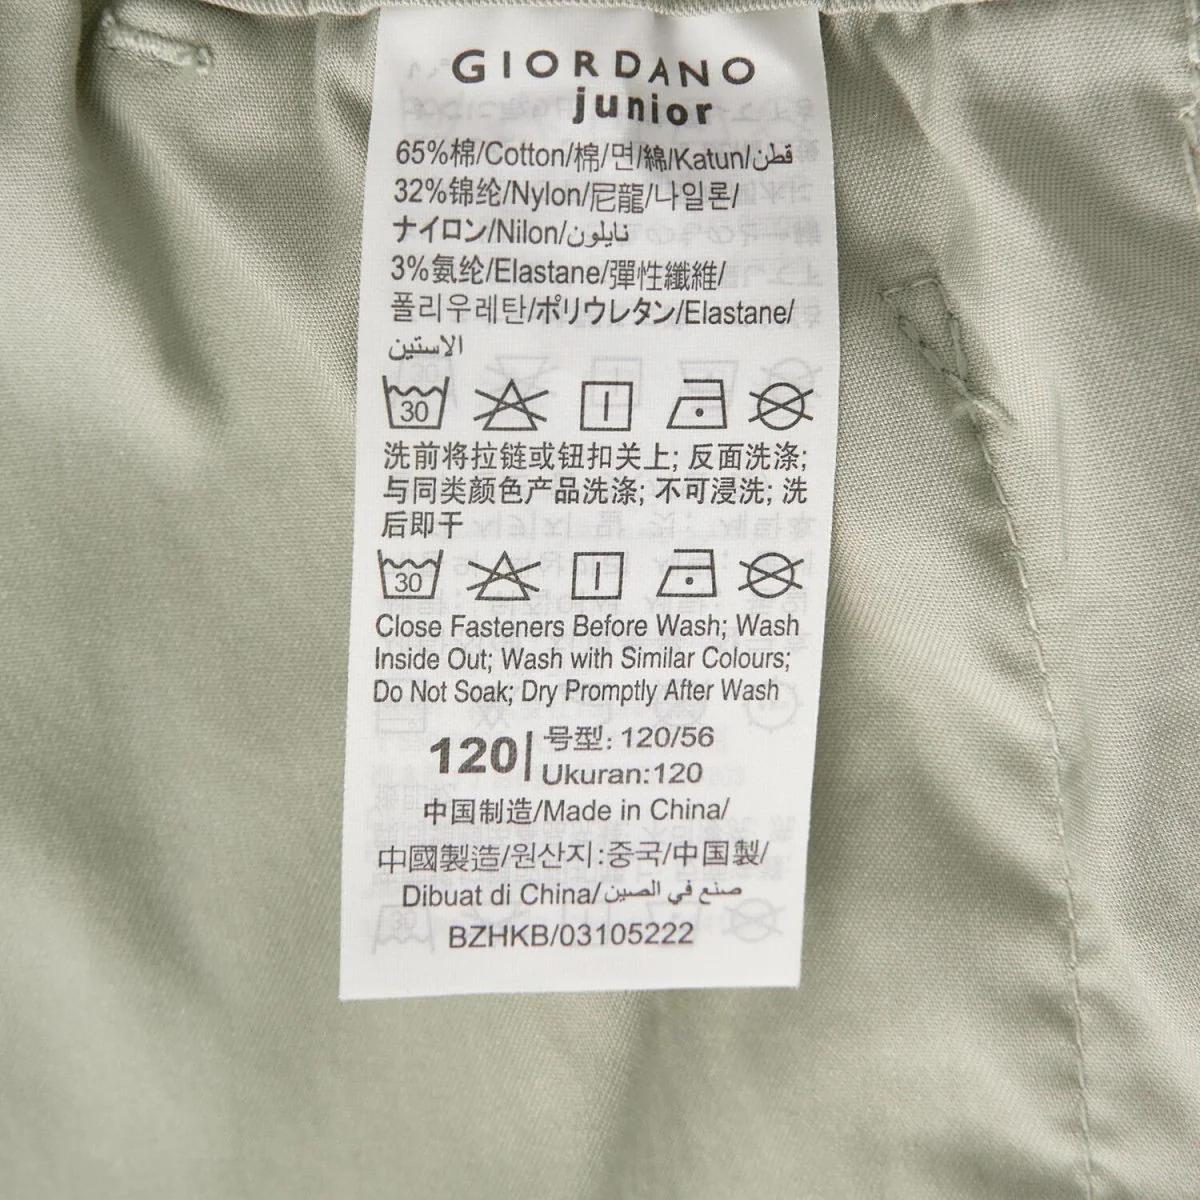 GIORDANO
junior
65%棉/Cotton/棉/면/綿/Katun/قطن
32%锦纶/Nylon/尼龍/나일론/
ナイロン/Nilon/نايلون
3%氨纶/Elastane/彈性纖維/
폴리우레탄/ポリウレタン/Elastane/
الاستين
30
洗前将拉链或钮扣关上; 反面洗涤;
与同类颜色产品洗涤; 不可浸洗; 洗
后即干
30
Close Fasteners Before Wash; Wash
Inside Out; Wash with Similar Colours;
Do Not Soak; Dry Promptly After Wash
120| 号型: 120/56
Ukuran:120
中国制造/Made in China/
中國製造/원산지:중국/中国製/
Dibuat di China/صنع في الصين
BZHKB/03105222